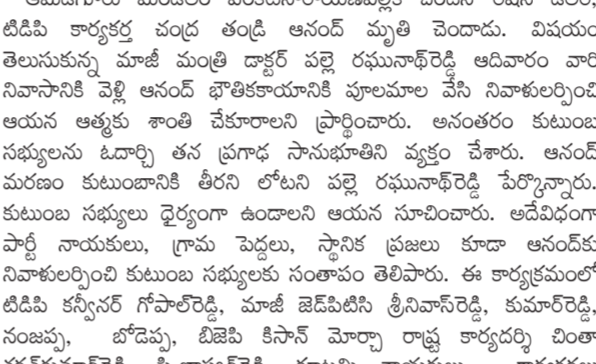 టిడిపి కార్యకర్త చంద్ర తండ్రి ఆనంద్ మృతి చెందాడు. విషయం
తెలుసుకున్న మాజీ మంత్రి డాక్టర్ పల్లె రఘునాథ్‌రెడ్డి ఆదివారం వారి
నివాసానికి వెళ్లి ఆనంద్ భౌతికకాయానికి పూలమాల వేసి నివాళులర్పించి
ఆయన ఆత్మకు శాంతి చేకూరాలని ప్రార్థించారు. అనంతరం కుటుంబ
సభ్యులను ఓదార్చి తన ప్రగాఢ సానుభూతిని వ్యక్తం చేశారు. ఆనంద్
మరణం కుటుంబానికి తీరని లోటని పల్లె రఘునాథ్‌రెడ్డి పేర్కొన్నారు.
కుటుంబ సభ్యులు ధైర్యంగా ఉండాలని ఆయన సూచించారు. అదేవిధంగా
పార్టీ నాయకులు, గ్రామ పెద్దలు, స్థానిక ప్రజలు కూడా ఆనంద్‌కు
నివాళులర్పించి కుటుంబ సభ్యులకు సంతాపం తెలిపారు. ఈ కార్యక్రమంలో
టిడిపి కన్వీనర్ గోపాల్‌రెడ్డి, మాజీ జెడ్‌పిటిసి శ్రీనివాస్‌రెడ్డి, కుమార్‌రెడ్డి,
నంజప్ప, బోడెప్ప, బిజెపి కిసాన్ మోర్చా రాష్ట్ర కార్యదర్శి చింతా